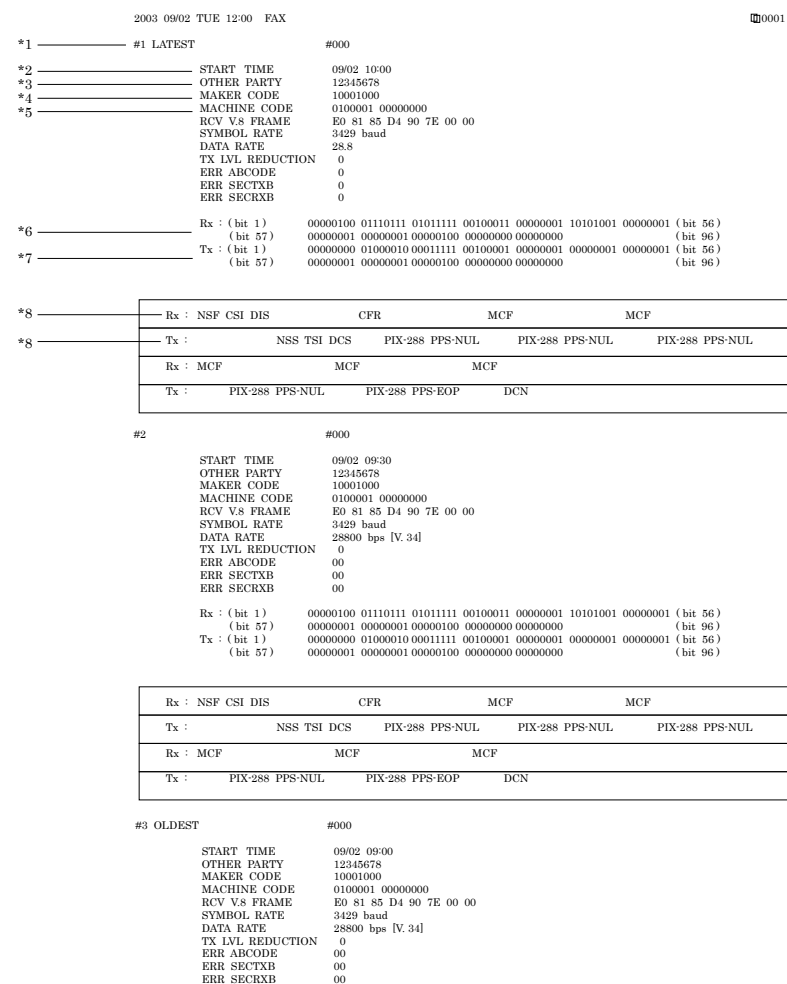 2003 09/02 TUE 12:00 FAX 0001
*1 #1 LATEST #000
*2 START TIME 09/02 10:00
*3 OTHER PARTY 12345678
*4 MAKER CODE 10001000
*5 MACHINE CODE 0100001 00000000
RCV V.8 FRAME E0 81 85 D4 90 7E 00 00
SYMBOL RATE 3429 baud
DATA RATE 28.8
TX LVL REDUCTION 0
ERR ABCODE 0
ERR SECTXB 0
ERR SECRXB 0
*6 Rx : ( bit 1 ) 00000100 01110111 01011111 00100011 00000001 10101001 00000001 ( bit 56 )
( bit 57 ) 00000001 00000001 00000100 00000000 00000000 ( bit 96 )
*7 Tx : ( bit 1 ) 00000000 01000010 00011111 00100001 00000001 00000001 00000001 ( bit 56 )
( bit 57 ) 00000001 00000001 00000100 00000000 00000000 ( bit 96 )
*8 Rx : NSF CSI DIS CFR MCF MCF
*8 Tx : NSS TSI DCS PIX-288 PPS-NUL PIX-288 PPS-NUL PIX-288 PPS-NUL
Rx : MCF MCF MCF
Tx : PIX-288 PPS-NUL PIX-288 PPS-EOP DCN
#2 #000
START TIME 09/02 09:30
OTHER PARTY 12345678
MAKER CODE 10001000
MACHINE CODE 0100001 00000000
RCV V.8 FRAME E0 81 85 D4 90 7E 00 00
SYMBOL RATE 3429 baud
DATA RATE 28800 bps [V. 34]
TX LVL REDUCTION 0
ERR ABCODE 00
ERR SECTXB 00
ERR SECRXB 00
Rx : ( bit 1 ) 00000100 01110111 01011111 00100011 00000001 10101001 00000001 ( bit 56 )
( bit 57 ) 00000001 00000001 00000100 00000000 00000000 ( bit 96 )
Tx : ( bit 1 ) 00000000 01000010 00011111 00100001 00000001 00000001 00000001 ( bit 56 )
( bit 57 ) 00000001 00000001 00000100 00000000 00000000 ( bit 96 )
Rx : NSF CSI DIS CFR MCF MCF
Tx : NSS TSI DCS PIX-288 PPS-NUL PIX-288 PPS-NUL PIX-288 PPS-NUL
Rx : MCF MCF MCF
Tx : PIX-288 PPS-NUL PIX-288 PPS-EOP DCN
#3 OLDEST #000
START TIME 09/02 09:00
OTHER PARTY 12345678
MAKER CODE 10001000
MACHINE CODE 0100001 00000000
RCV V.8 FRAME E0 81 85 D4 90 7E 00 00
SYMBOL RATE 3429 baud
DATA RATE 28800 bps [V. 34]
TX LVL REDUCTION 0
ERR ABCODE 00
ERR SECTXB 00
ERR SECRXB 00